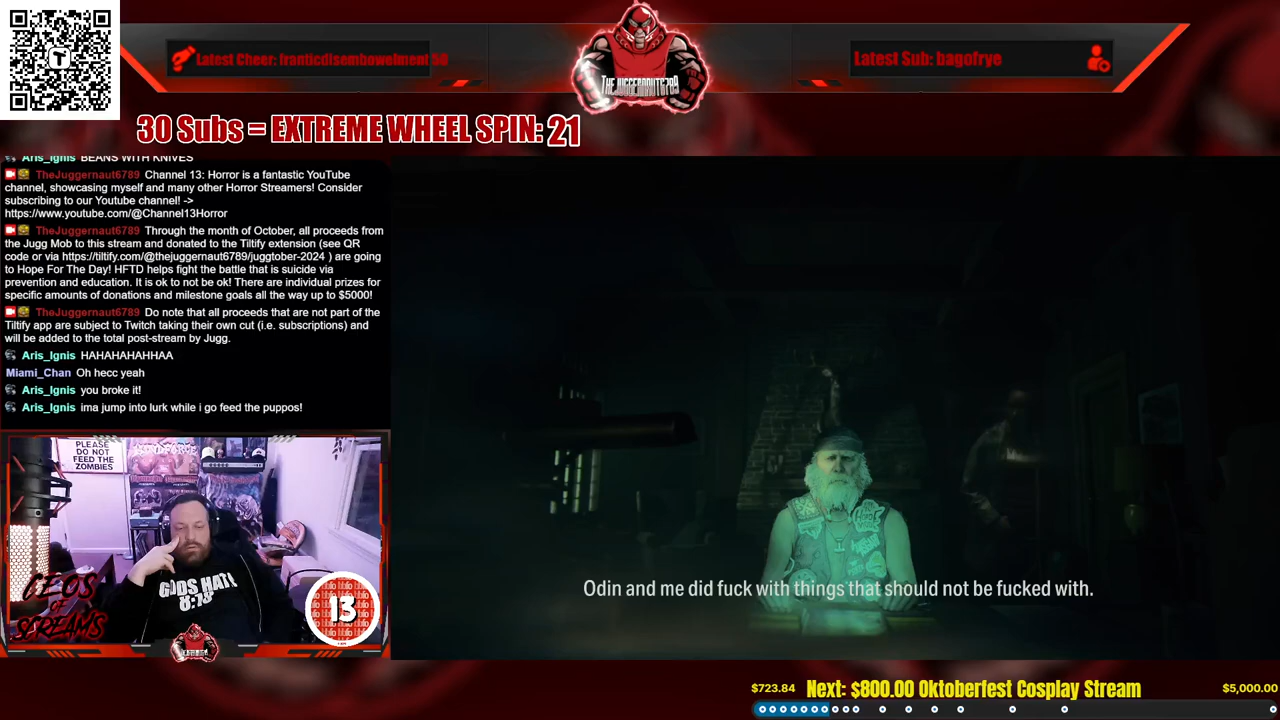 Latest Cheer: franticdisembowelment 50
THEJUGGERNAUT6789
Latest Sub: bagofrye
30 Subs = EXTREME WHEEL SPIN: 21
Aris_Ignis BEANS WITH KNIVES
TheJuggernaut6789 Channel 13: Horror is a fantastic YouTube
channel, showcasing myself and many other Horror Streamers! Consider
subscribing to our Youtube channel! ->
https://www.youtube.com/@Channel13Horror
TheJuggernaut6789 Through the month of October, all proceeds from
the Jugg Mob to this stream and donated to the Tiltify extension (see QR
code or via https://tiltify.com/@thejuggernaut6789/juggtober-2024 ) are going
to Hope For The Day! HFTD helps fight the battle that is suicide via
prevention and education. It is ok to not be ok! There are individual prizes for
specific amounts of donations and milestone goals all the way up to $5000!
TheJuggernaut6789 Do note that all proceeds that are not part of the
Tiltify app are subject to Twitch taking their own cut (i.e. subscriptions) and
will be added to the total post-stream by Jugg.
Aris_Ignis HAHAHAHAHHAA
Miami_Chan Oh hecc yeah
Aris_Ignis you broke it!
Aris_Ignis ima jump into lurk while i go feed the puppos!
PLEASE
DO NOT
FEED THE
ZOMBIES
GODS HATE
13
OF
STREAMS
Odin and me did fuck with things that should not be fucked with.
$723.84 Next: $800.00 Oktoberfest Cosplay Stream $5,000.00